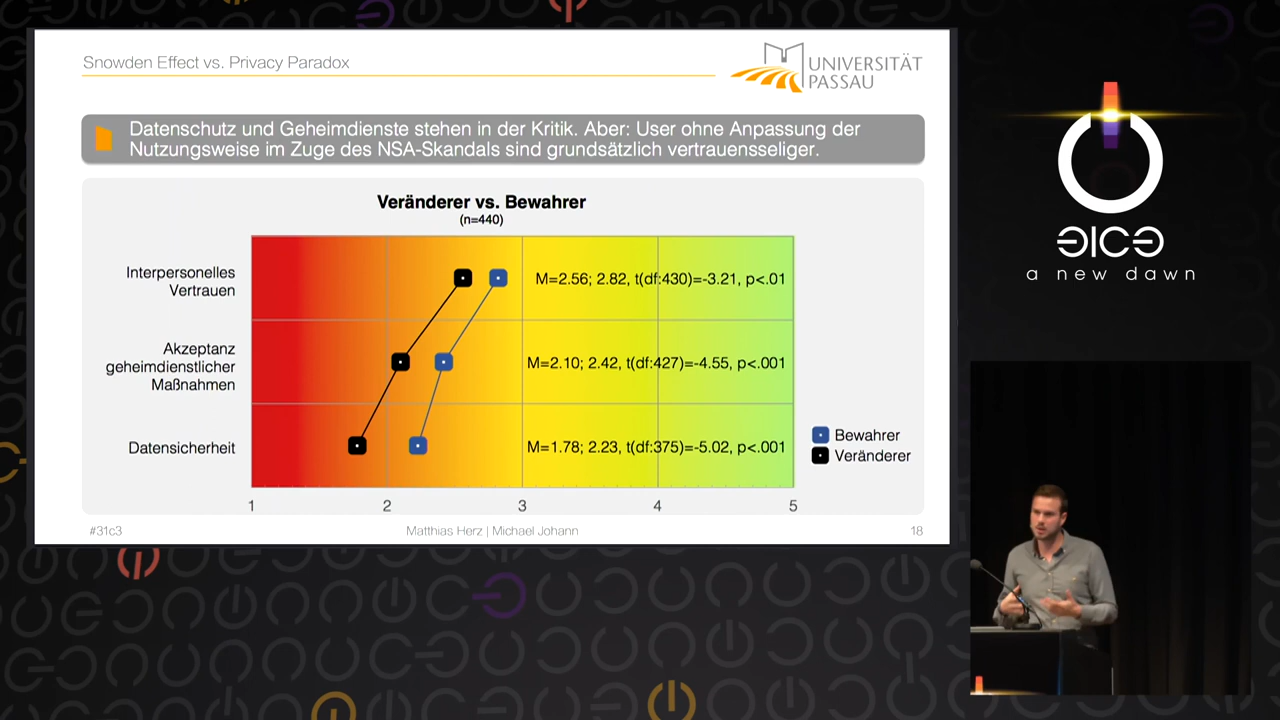 Snowden Effect vs. Privacy Paradox
UNIVERSITÄT
PASSAU
Datenschutz und Geheimdienste stehen in der Kritik. Aber: User ohne Anpassung der
Nutzungsweise im Zuge des NSA-Skandals sind grundsätzlich vertrauensseliger.
Veränderer vs. Bewahrer
(n=440)
Interpersonelles
Vertrauen
M=2.56; 2.82, t(df:430)=-3.21, p<.01
Akzeptanz
geheimdienstlicher
Maßnahmen
M=2.10; 2.42, t(df:427)=-4.55, p<.001
Datensicherheit
M=1.78; 2.23, t(df:375)=-5.02, p<.001
Bewahrer
Veränderer
1 2 3 4 5
#31c3
Matthias Herz | Michael Johann
18
31C3
a new dawn